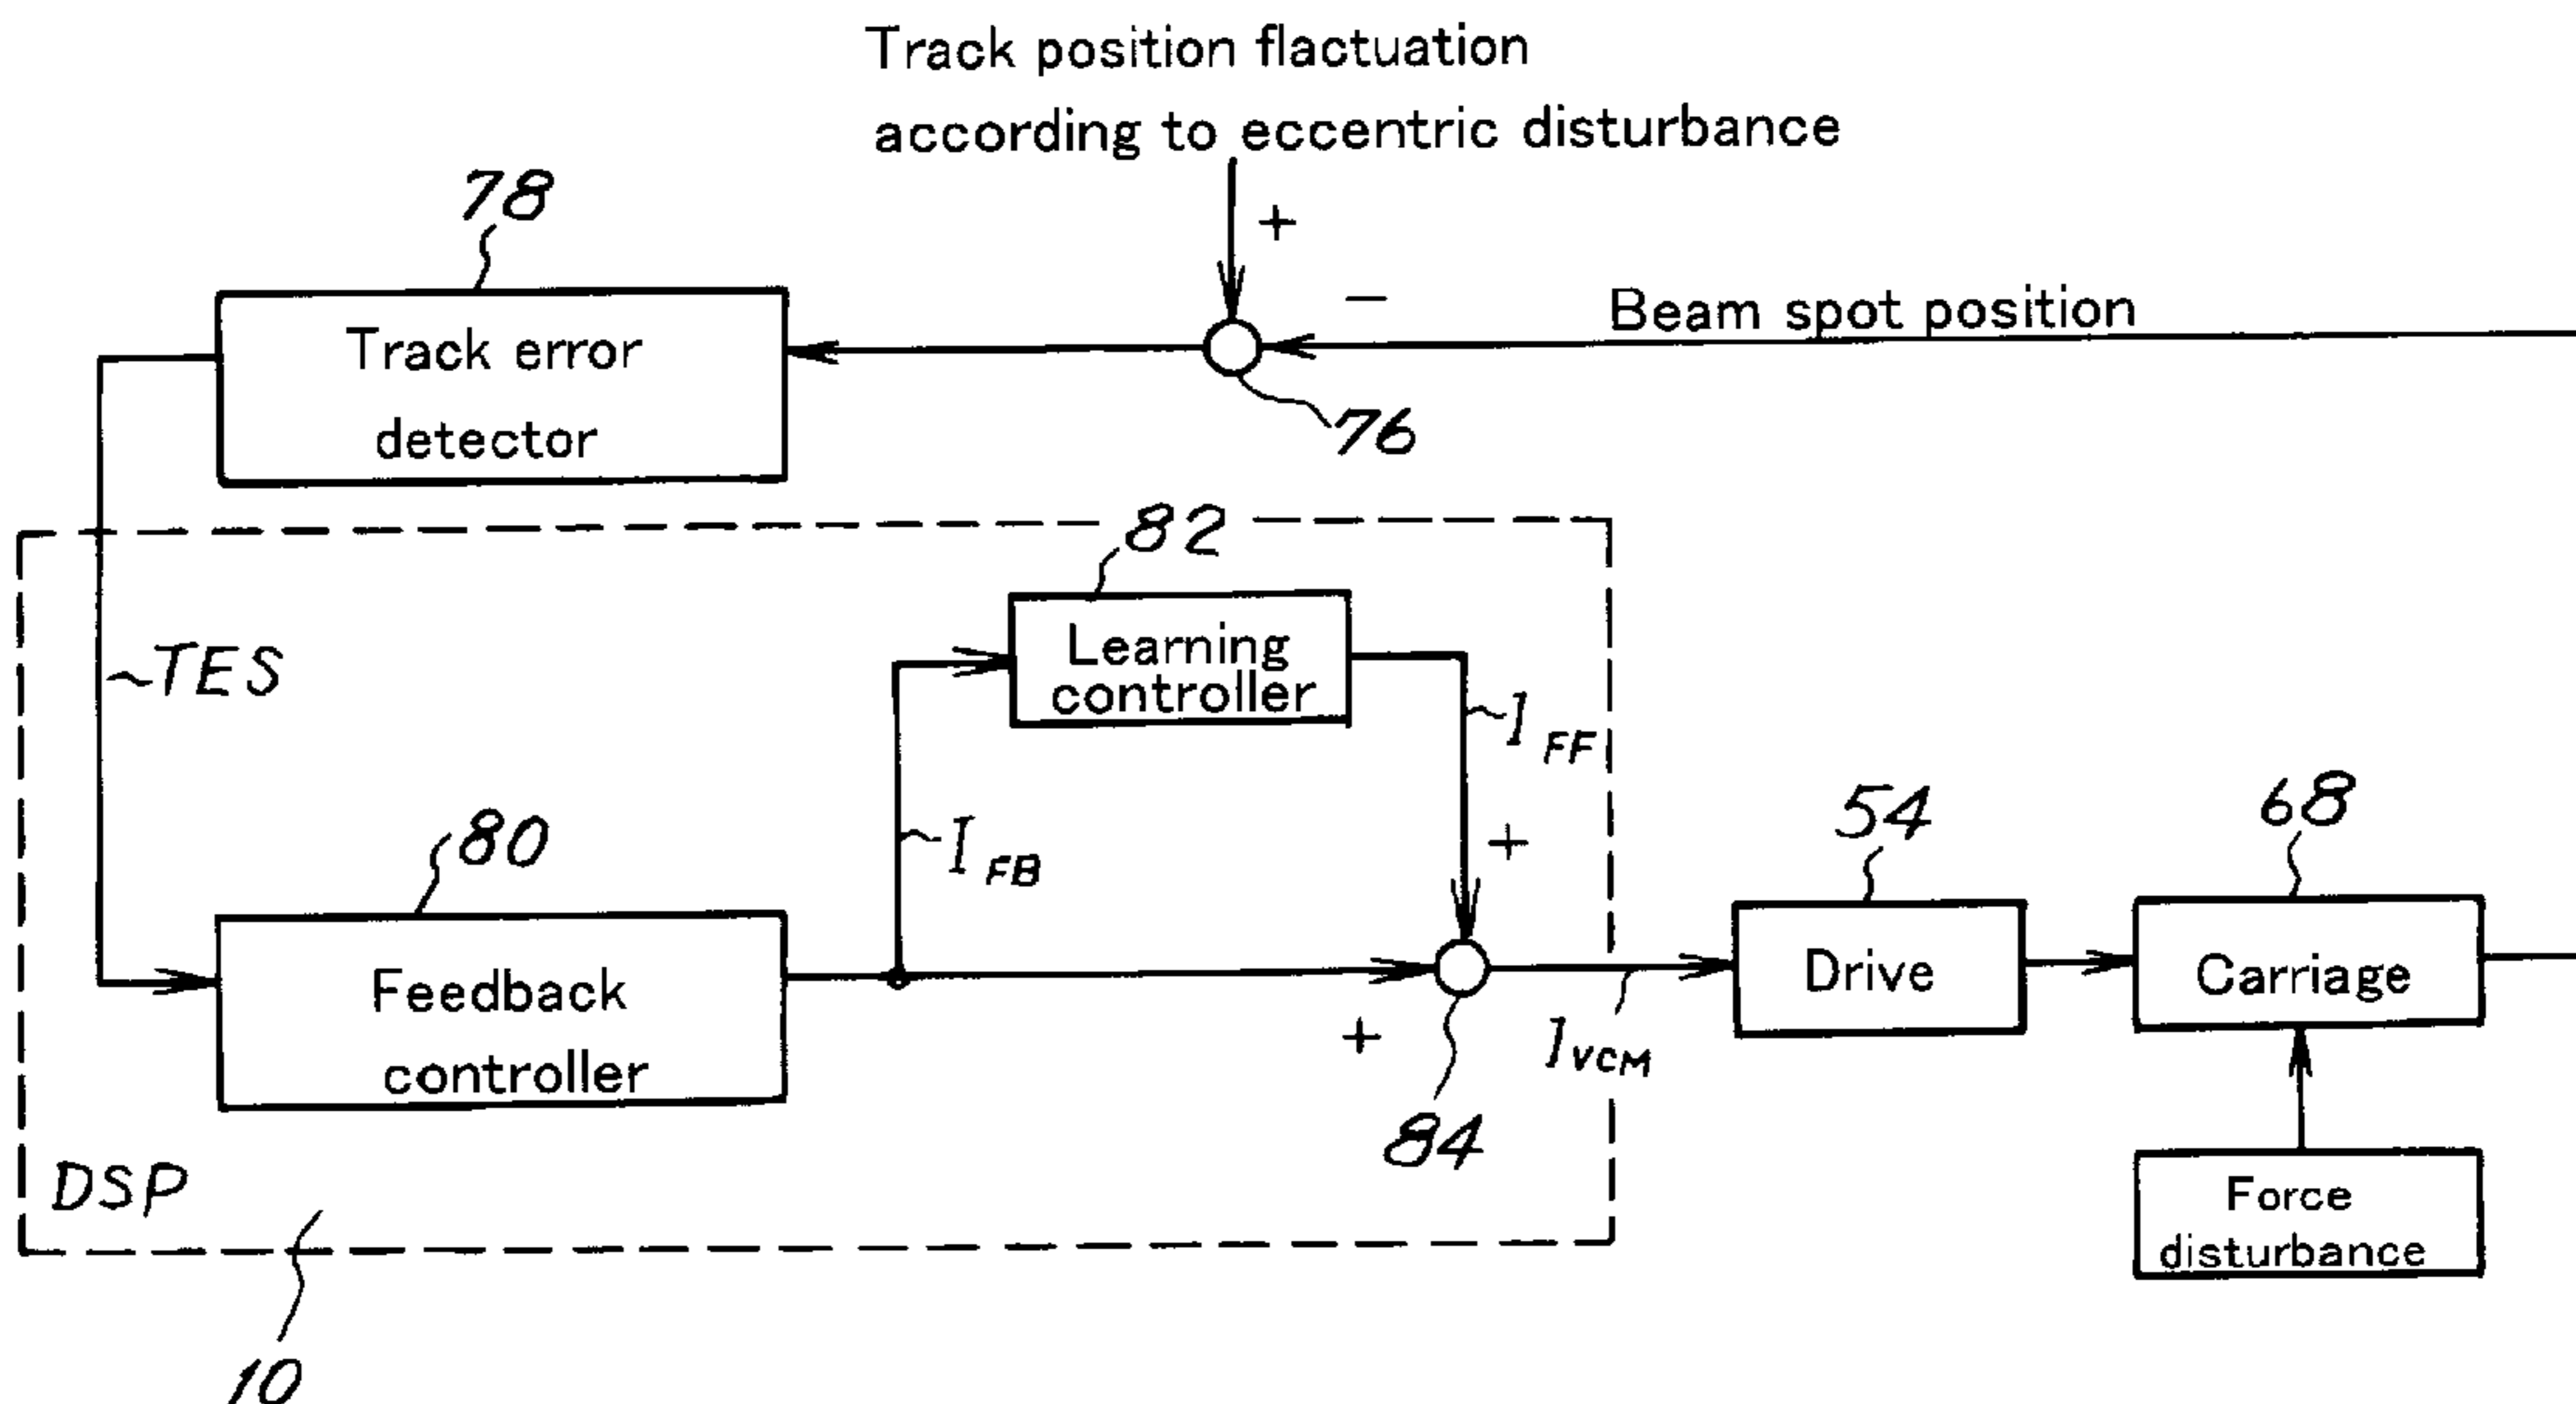 Track position flactuation
according to eccentric disturbance
78
+
−
Beam spot position
Track error
detector
76
82
Learning
controller
TES
I FF
54
68
80
I FB
+
Feedback
controller
Drive
Carriage
+
I VCM
84
Force
disturbance
DSP
10